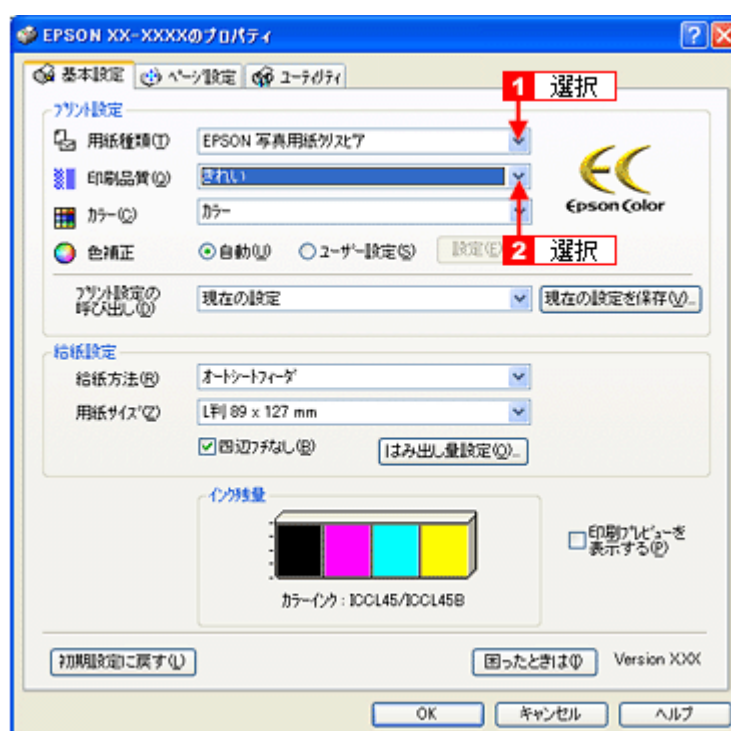 EPSON XX-XXXXのプロパティ
基本設定 ページ設定 ユーティリティ
1 選択
プリント設定
用紙種類(T) EPSON 写真用紙クリスピア
印刷品質(Q) きれい
カラー(C) カラー
Epson Color
色補正 自動(U) ユーザー設定(S) 設定(E)
2 選択
プリント設定の
呼び出し(D) 現在の設定 現在の設定を保存(V)...
給紙設定
給紙方法(R) オートシートフィーダ
用紙サイズ(Z) L判 89 x 127 mm
四辺フチなし(B) はみ出し量設定(O)...
インク残量
印刷プレビューを
表示する(P)
カラーインク : ICCL45/ICCL45B
初期設定に戻す(L) 困ったときは(I) Version X.XX
OK キャンセル ヘルプ